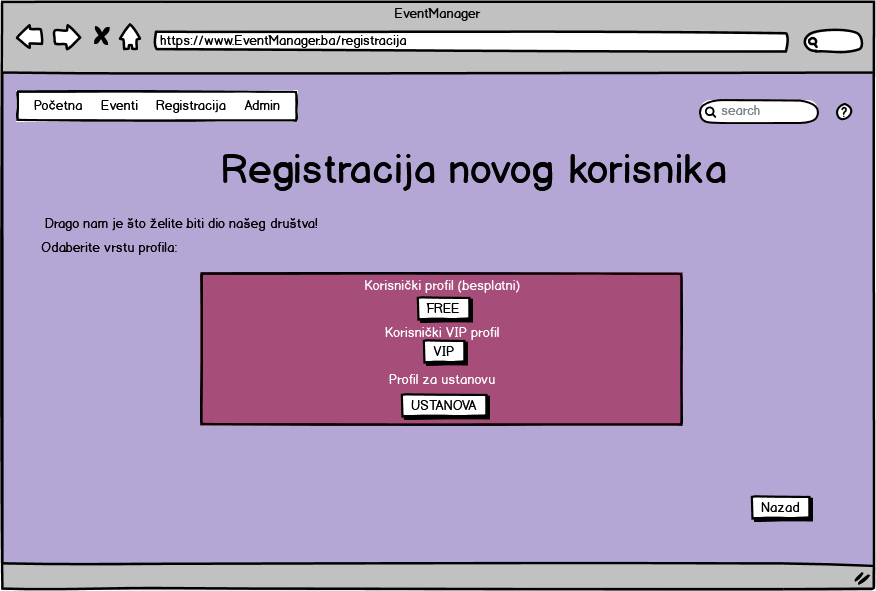 EventManager
https://www.EventManager.ba/registracija
Početna Eventi Registracija Admin
search
?
Registracija novog korisnika
Drago nam je što želite biti dio našeg društva!
Odaberite vrstu profila:
Korisnički profil (besplatni)
FREE
Korisnički VIP profil
VIP
Profil za ustanovu
USTANOVA
Nazad